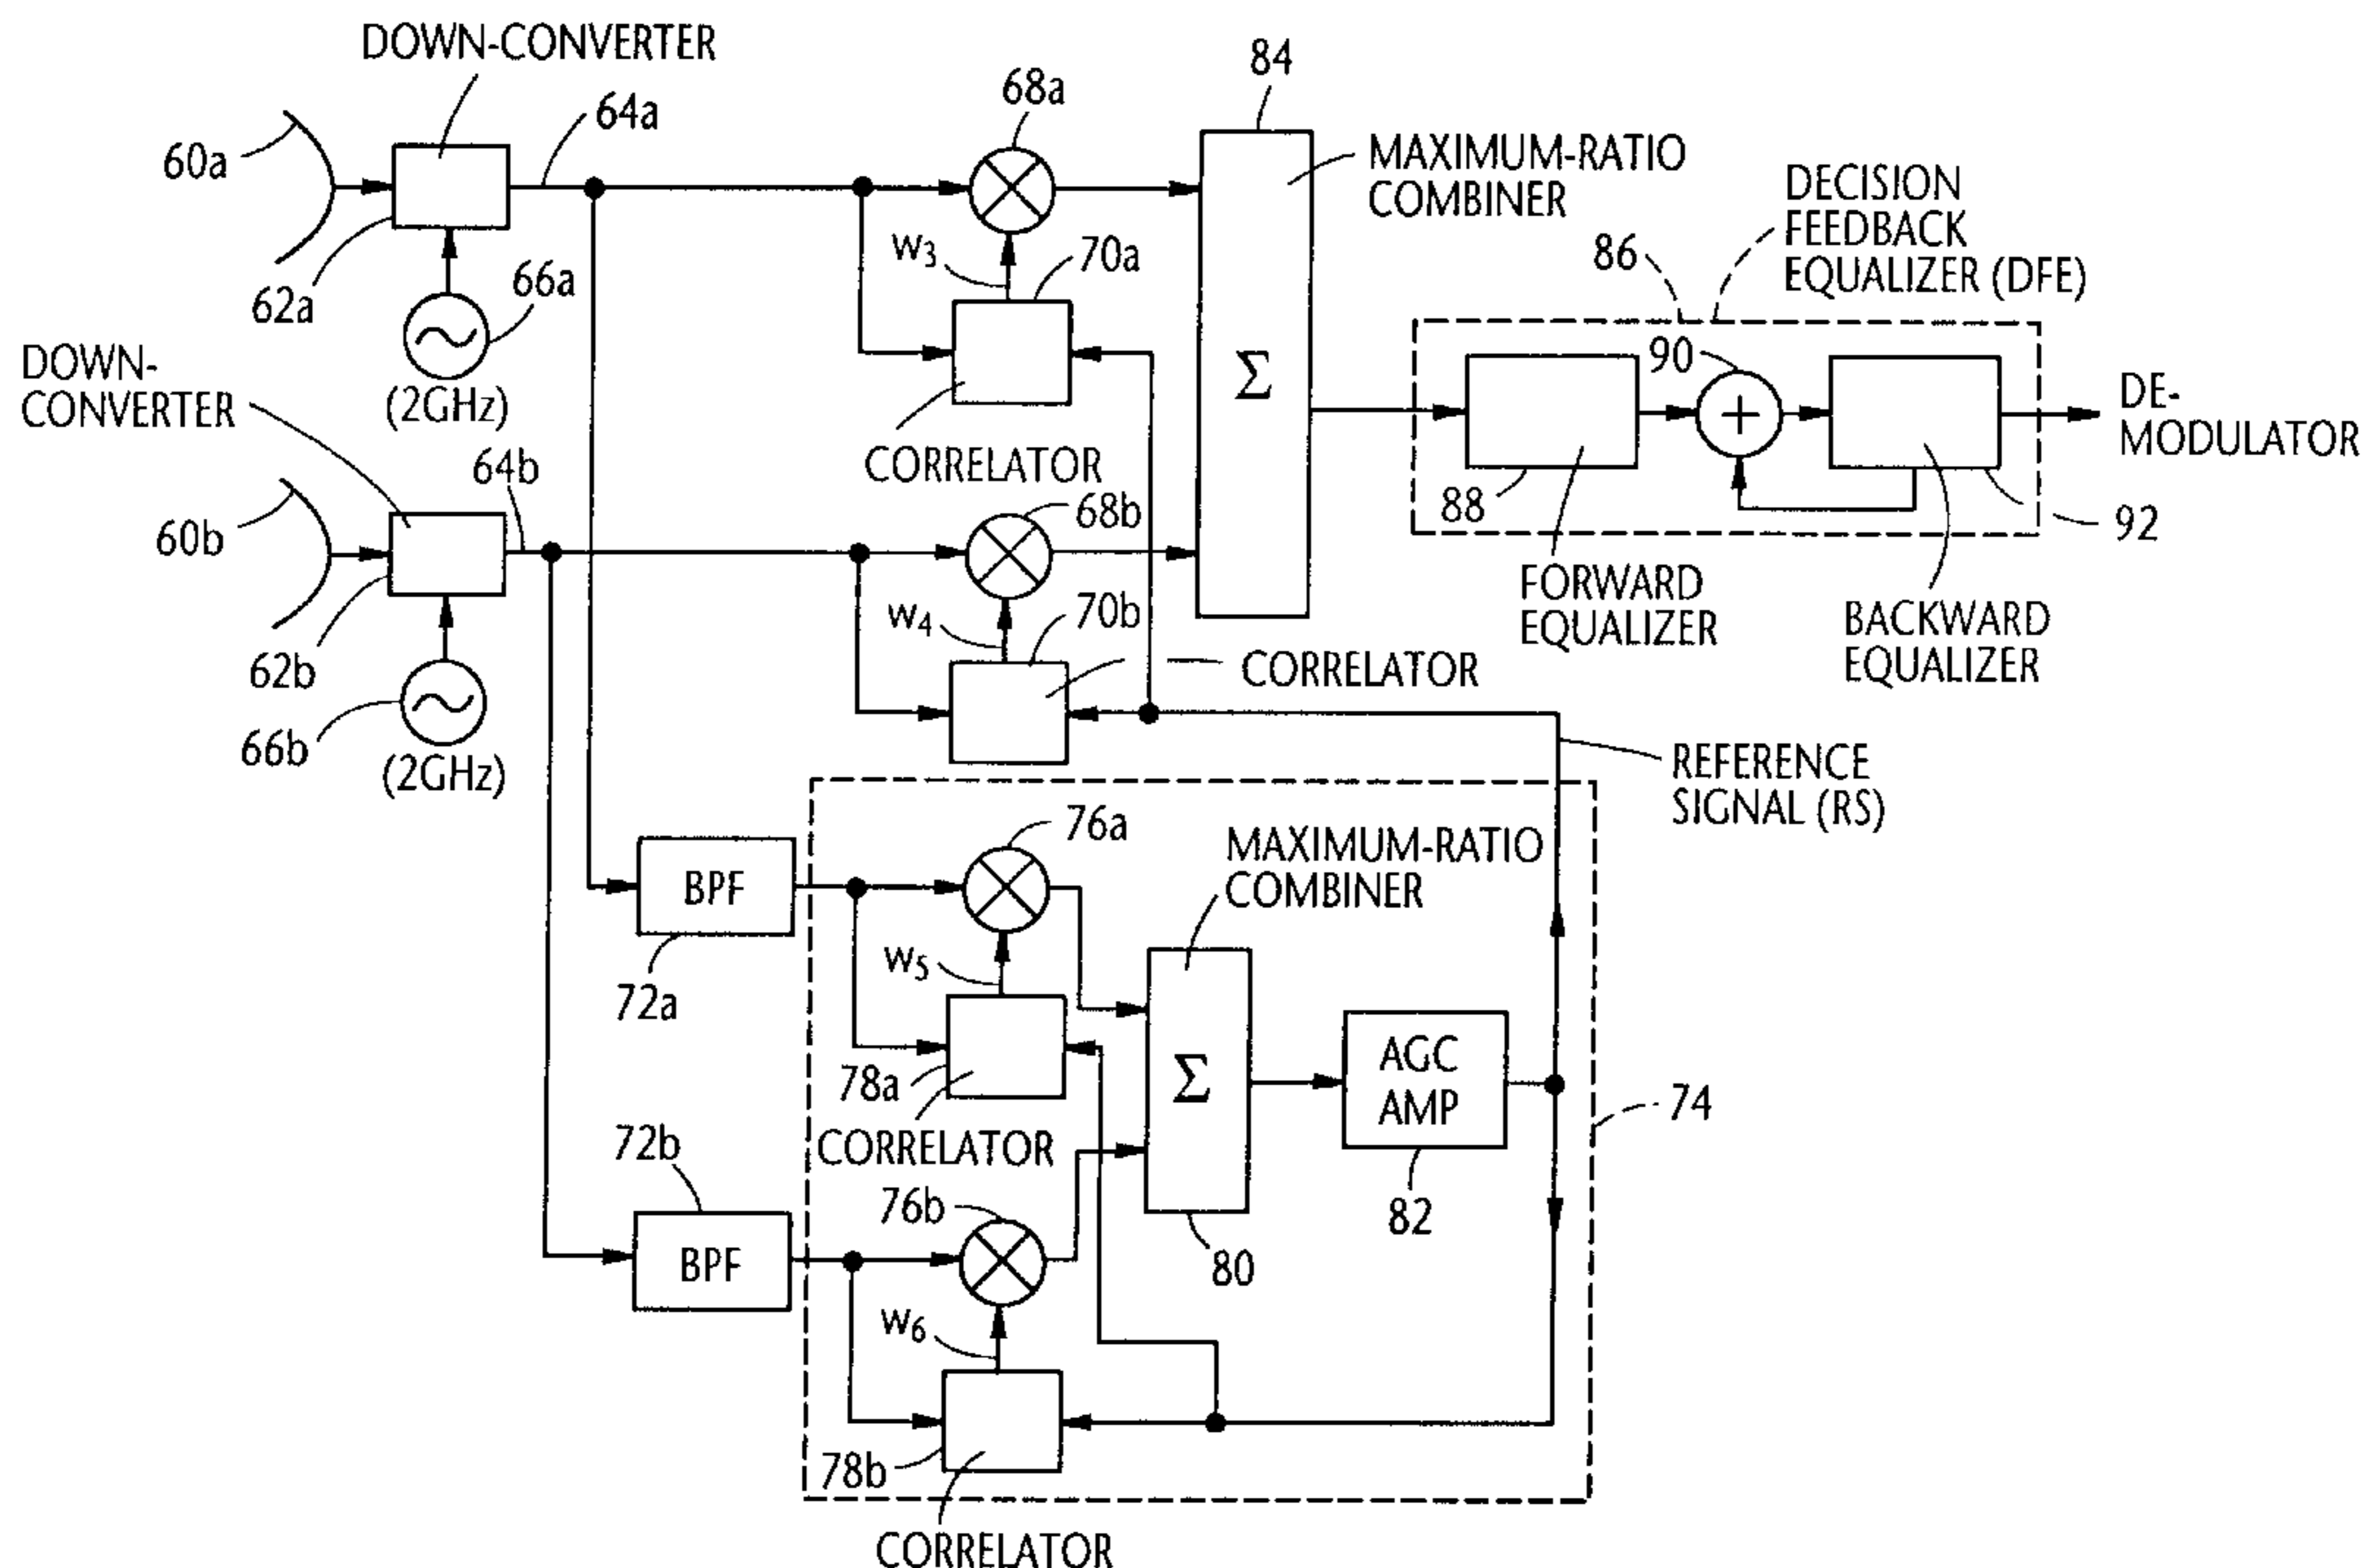 DOWN-CONVERTER
84
68a
64a
60a
MAXIMUM-RATIO
COMBINER
DECISION
FEEDBACK
EQUALIZER (DFE)
86
W3
70a
66a
62a
Σ
90
DOWN-
CONVERTER
(2GHz)
+
DE-
MODULATOR
CORRELATOR
64b
88
68b
92
60b
FORWARD
EQUALIZER
BACKWARD
EQUALIZER
W4
70b
62b
CORRELATOR
66b
(2GHz)
REFERENCE
SIGNAL (RS)
76a
MAXIMUM-RATIO
COMBINER
BPF
W5
72a
AGC
AMP
Σ
78a
74
CORRELATOR
72b
76b
82
BPF
80
W6
78b
CORRELATOR